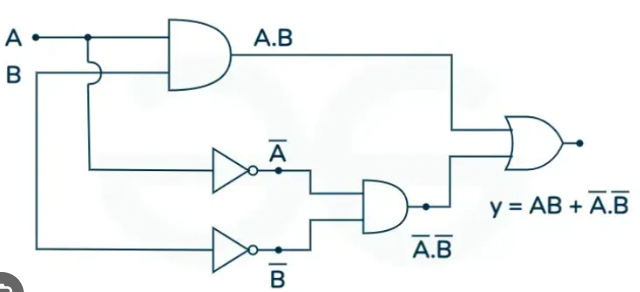 A
A.B
B
A̅
y = AB + A̅.B̅
A̅.B̅
B̅